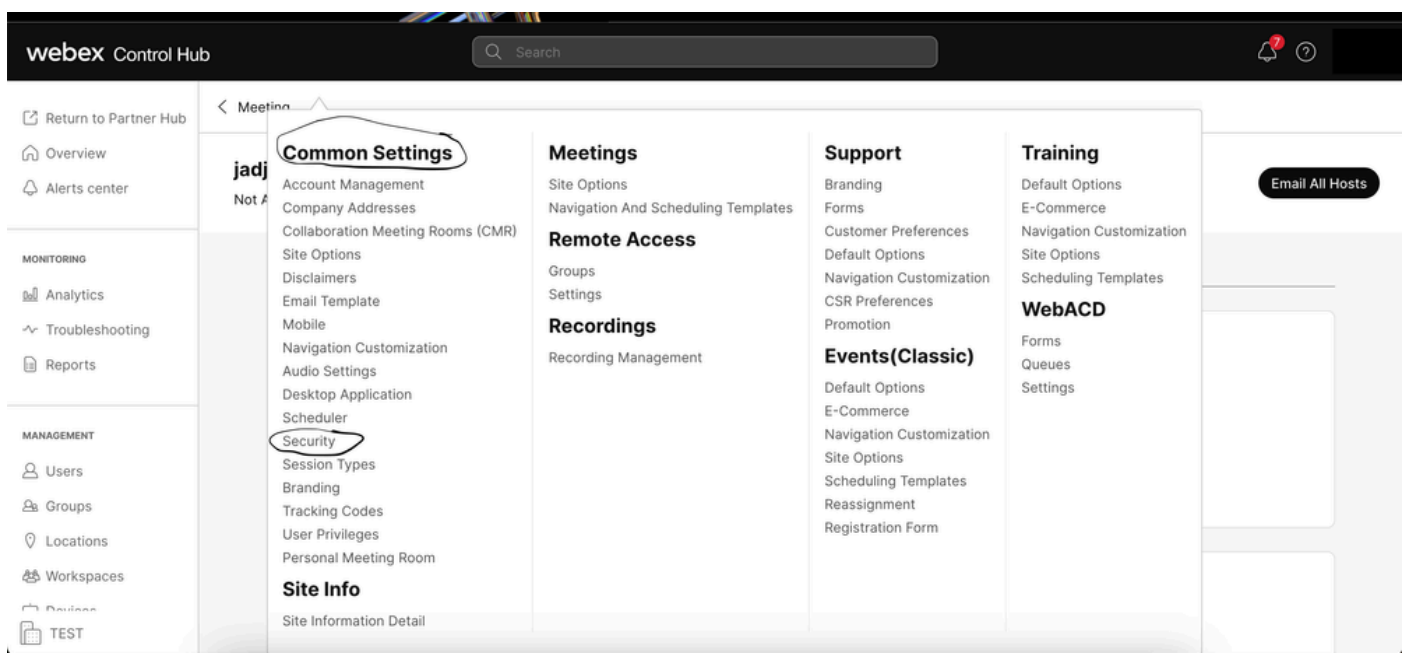 webex Control Hub
Search
7
Return to Partner Hub
Overview
Alerts center
MONITORING
Analytics
Troubleshooting
Reports
MANAGEMENT
Users
Groups
Locations
Workspaces
Devices
TEST
Meeting
jadj
Not A
Email All Hosts
Common Settings
Account Management
Company Addresses
Collaboration Meeting Rooms (CMR)
Site Options
Disclaimers
Email Template
Mobile
Navigation Customization
Audio Settings
Desktop Application
Scheduler
Security
Session Types
Branding
Tracking Codes
User Privileges
Personal Meeting Room
Site Info
Site Information Detail
Meetings
Site Options
Navigation And Scheduling Templates
Remote Access
Groups
Settings
Recordings
Recording Management
Support
Branding
Forms
Customer Preferences
Default Options
Navigation Customization
CSR Preferences
Promotion
Events(Classic)
Default Options
E-Commerce
Navigation Customization
Site Options
Scheduling Templates
Reassignment
Registration Form
Training
Default Options
E-Commerce
Navigation Customization
Site Options
Scheduling Templates
WebACD
Forms
Queues
Settings